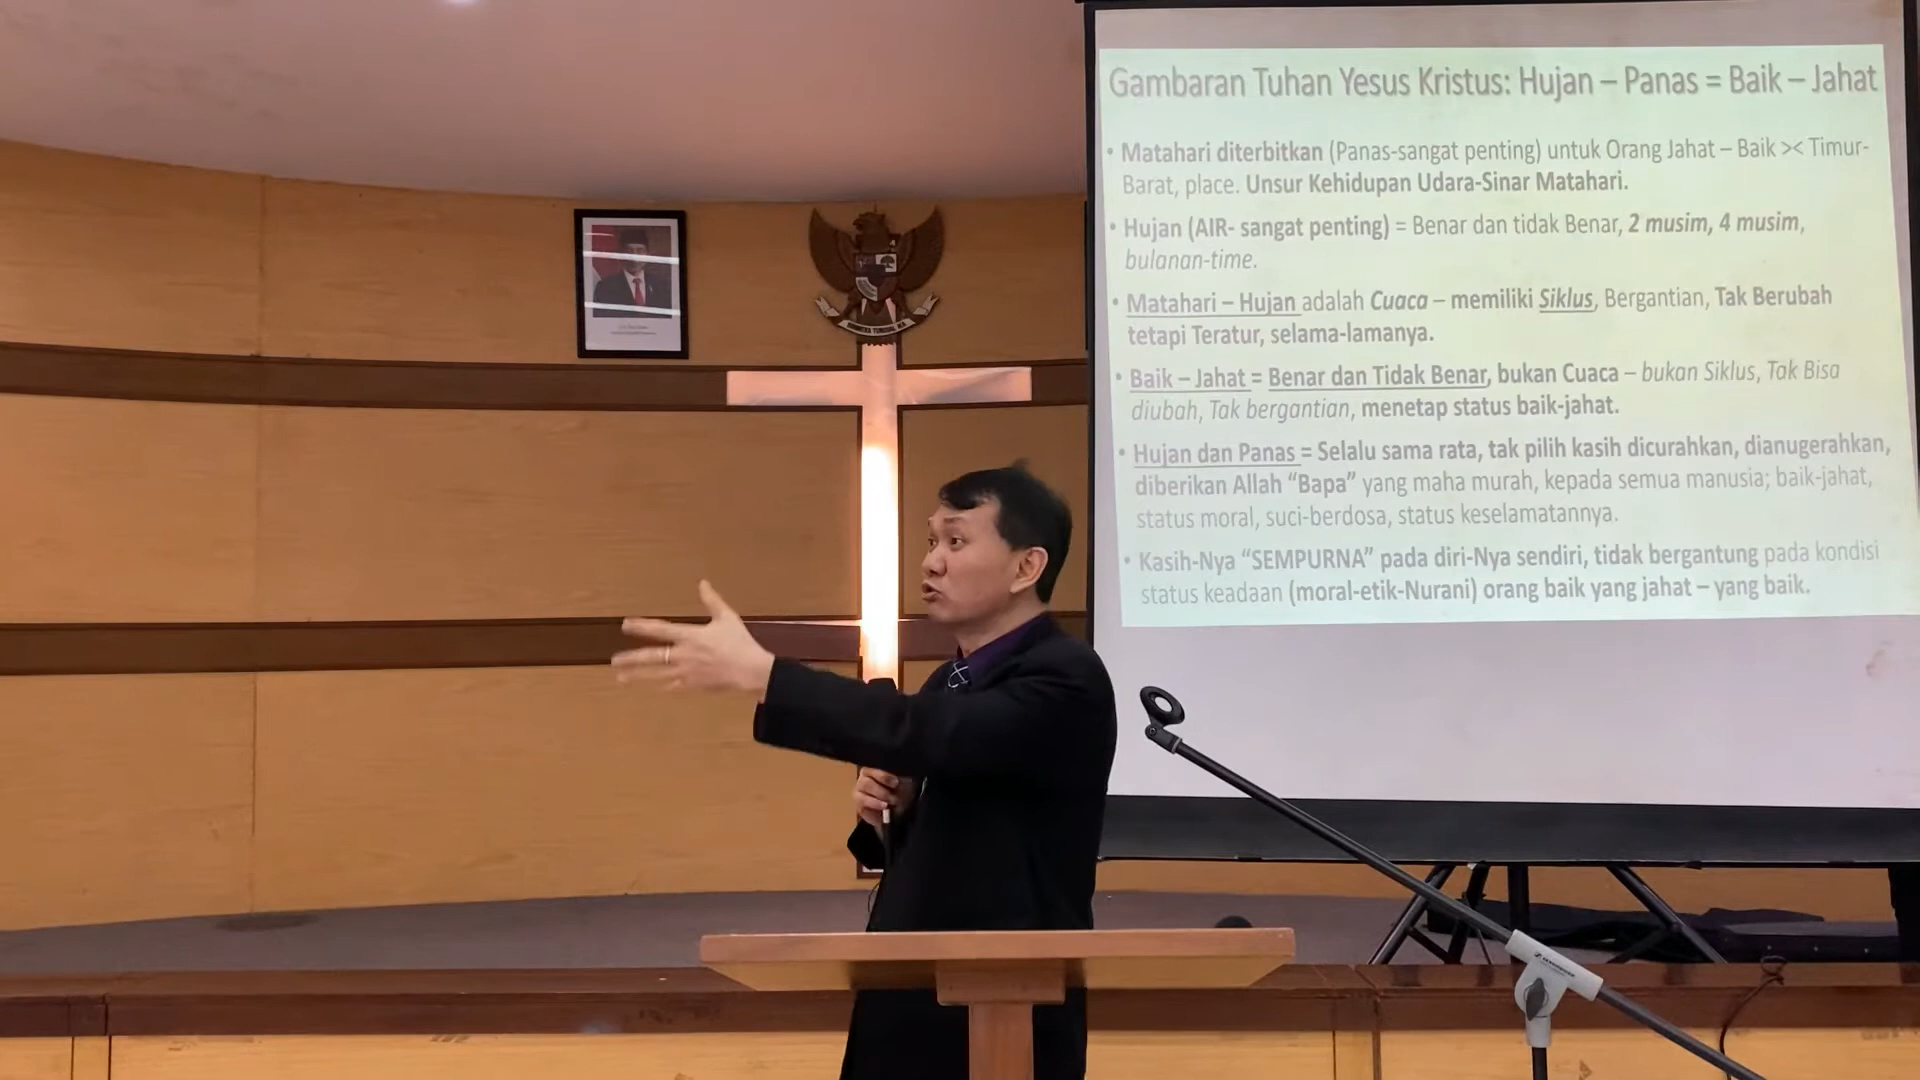 Gambaran Tuhan Yesus Kristus: Hujan – Panas = Baik – Jahat
• Matahari diterbitkan (Panas-sangat penting) untuk Orang Jahat – Baik >< Timur-
Barat, place. Unsur Kehidupan Udara-Sinar Matahari.
• Hujan (AIR- sangat penting) = Benar dan tidak Benar, 2 musim, 4 musim,
bulanan-time.
• Matahari – Hujan adalah Cuaca – memiliki Siklus, Bergantian, Tak Berubah
tetapi Teratur, selama-lamanya.
• Baik – Jahat = Benar dan Tidak Benar, bukan Cuaca – bukan Siklus, Tak Bisa
diubah, Tak bergantian, menetap status baik-jahat.
• Hujan dan Panas = Selalu sama rata, tak pilih kasih dicurahkan, dianugerahkan,
diberikan Allah “Bapa” yang maha murah, kepada semua manusia; baik-jahat,
status moral, suci-berdosa, status keselamatannya.
• Kasih-Nya “SEMPURNA” pada diri-Nya sendiri, tidak bergantung pada kondisi
status keadaan (moral-etik-Nurani) orang baik yang jahat – yang baik.